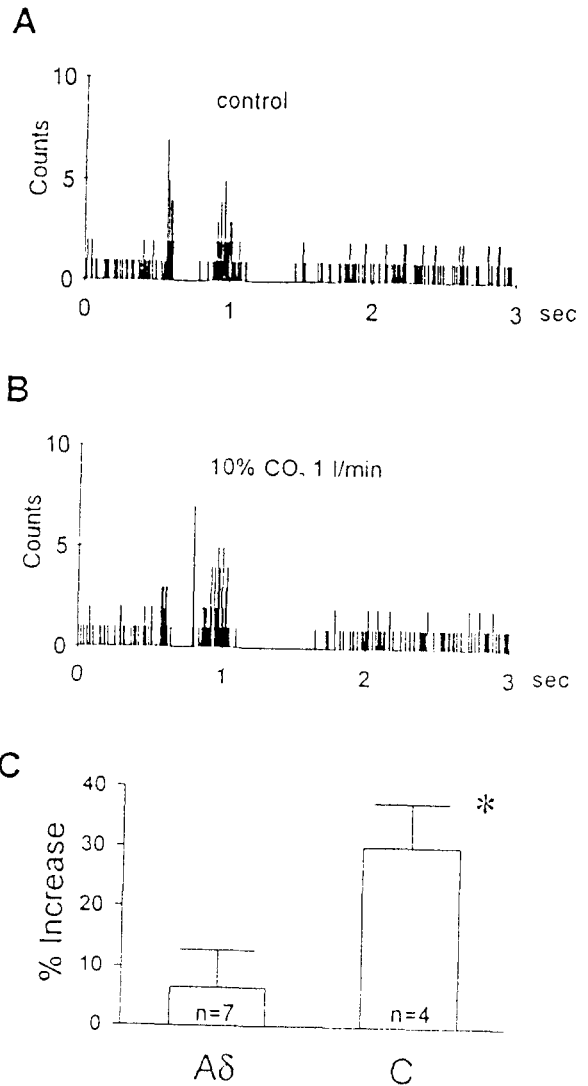 A
10
control
Counts
5
0
0 1 2 3 sec
B
10
10% CO, 1 l/min
Counts
5
0
0 1 2 3 sec
C
40
*
30
% Increase
20
10
n=7 n=4
0
Aδ C